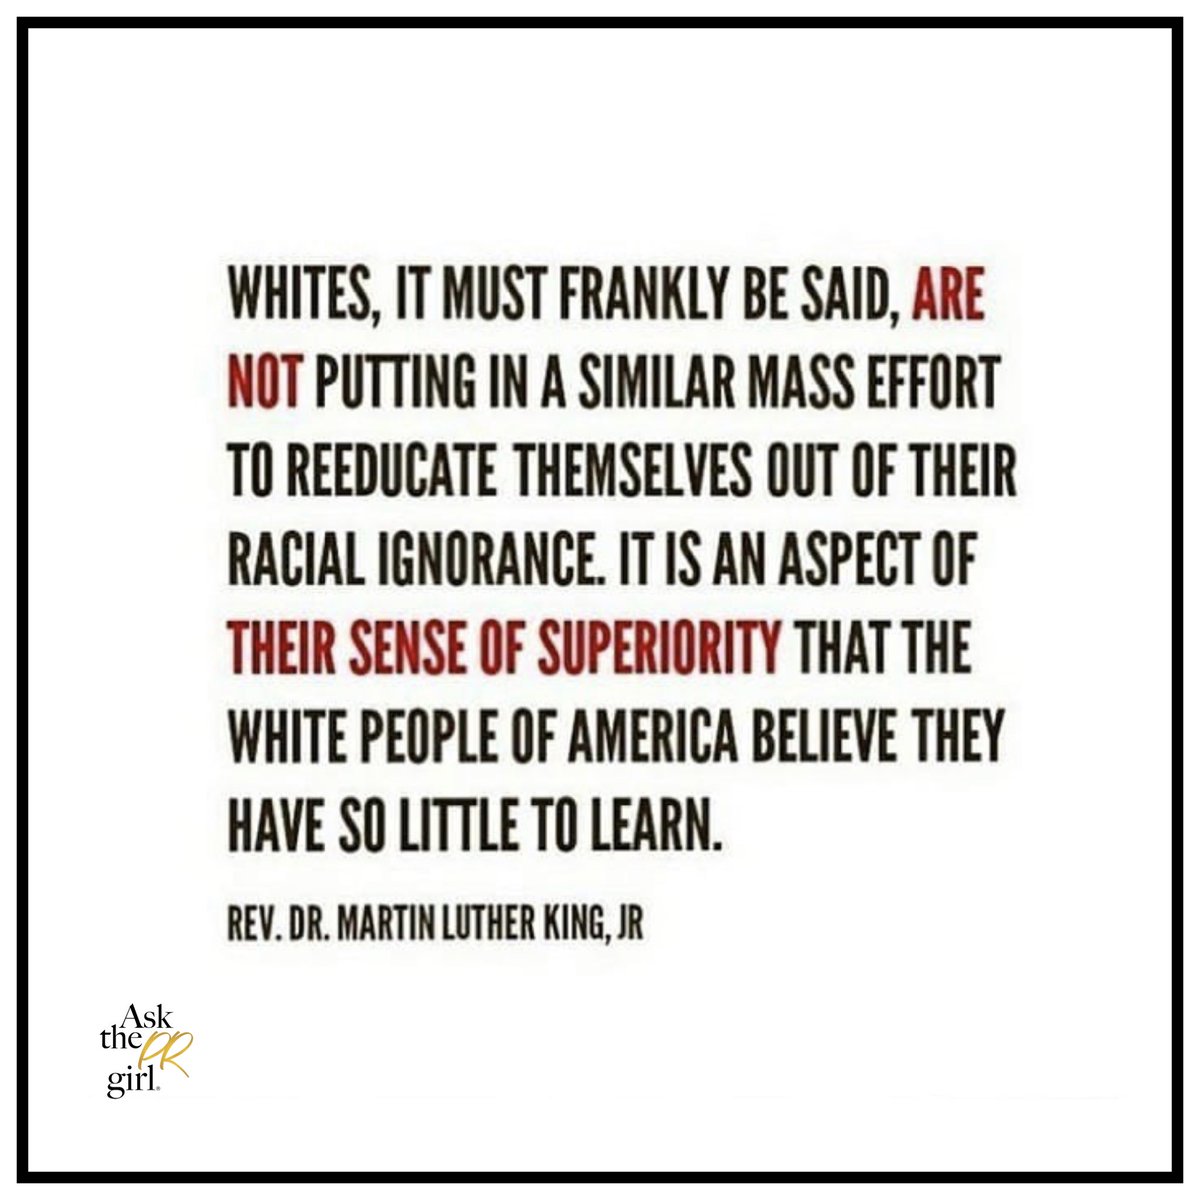 WHITES, IT MUST FRANKLY BE SAID, ARE
NOT PUTTING IN A SIMILAR MASS EFFORT
TO REEDUCATE THEMSELVES OUT OF THEIR
RACIAL IGNORANCE. IT IS AN ASPECT OF
THEIR SENSE OF SUPERIORITY THAT THE
WHITE PEOPLE OF AMERICA BELIEVE THEY
HAVE SO LITTLE TO LEARN.
REV. DR. MARTIN LUTHER KING, JR
Ask
the PR
girl®